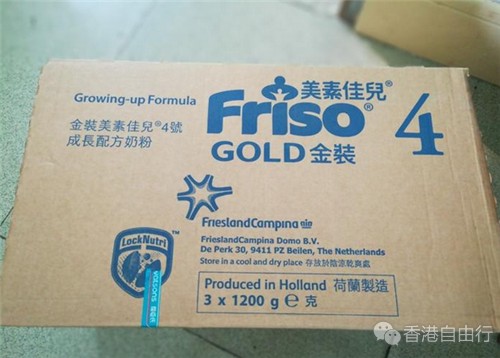 Growing-up Formula
金裝美素佳兒®4號
成長配方奶粉
美素佳兒®
Friso®
GOLD 金裝
4
FrieslandCampina
FrieslandCampina Domo B.V.
De Perk 30, 9411 PZ Beilen, The Netherlands
Store in a cool and dry place 存放於陰涼乾爽處
LockNutri
watsons
Produced in Holland 荷蘭製造
3 x 1200 g e 克
香港自由行